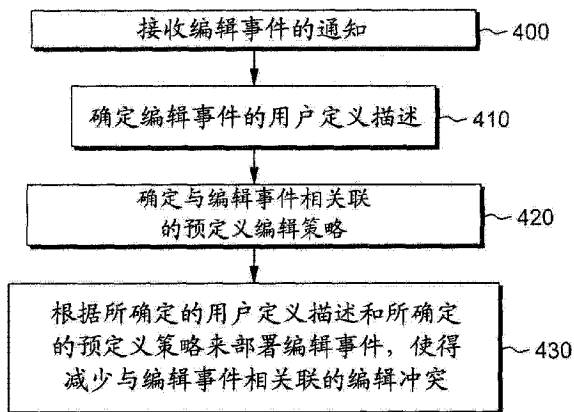 接收编辑事件的通知
400
确定编辑事件的用户定义描述
410
确定与编辑事件相关联
的预定义编辑策略
420
根据所确定的用户定义描述和所确定
的预定义策略来部署编辑事件，使得
减少与编辑事件相关联的编辑冲突
430